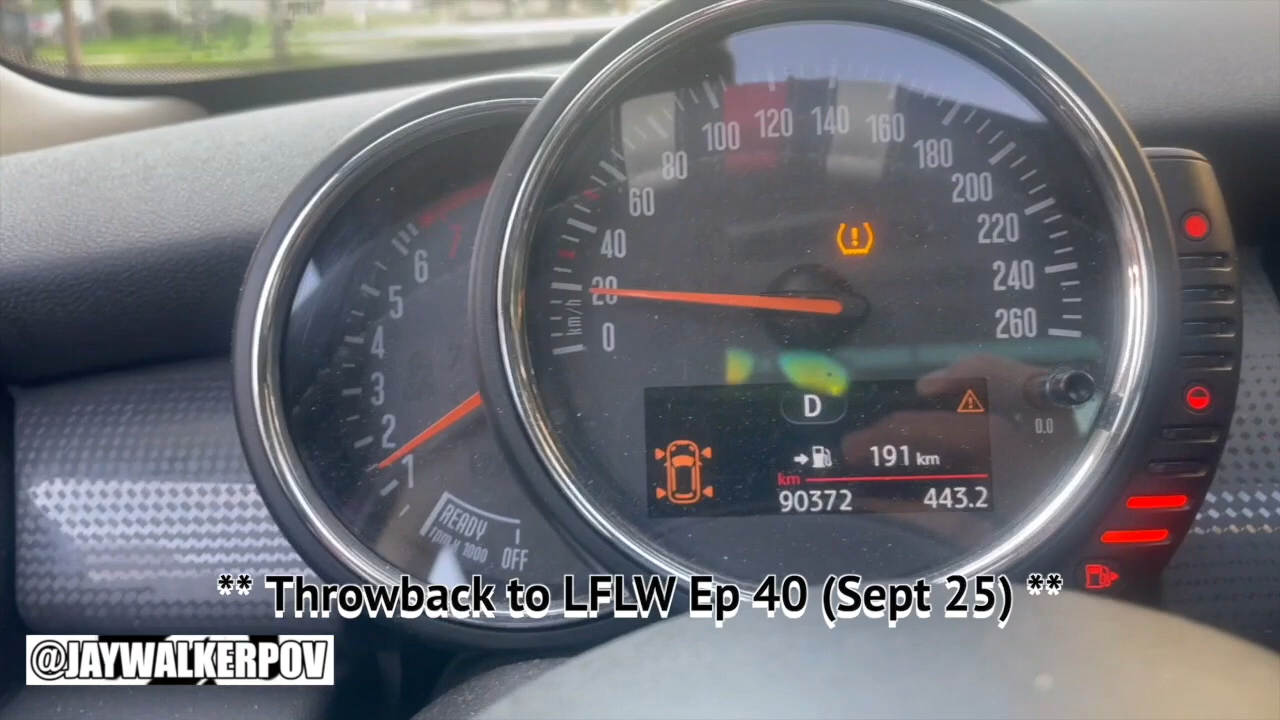 100 120 140 160
80 180
60 200
40 220
20 240
0 260
km/h
7
6
5
4
3
2
1
READY
rpm x 1000 OFF
D
0.0
191 km
km
90372 443.2
** Throwback to LFLW Ep 40 (Sept 25) **
@JAYWALKERPOV